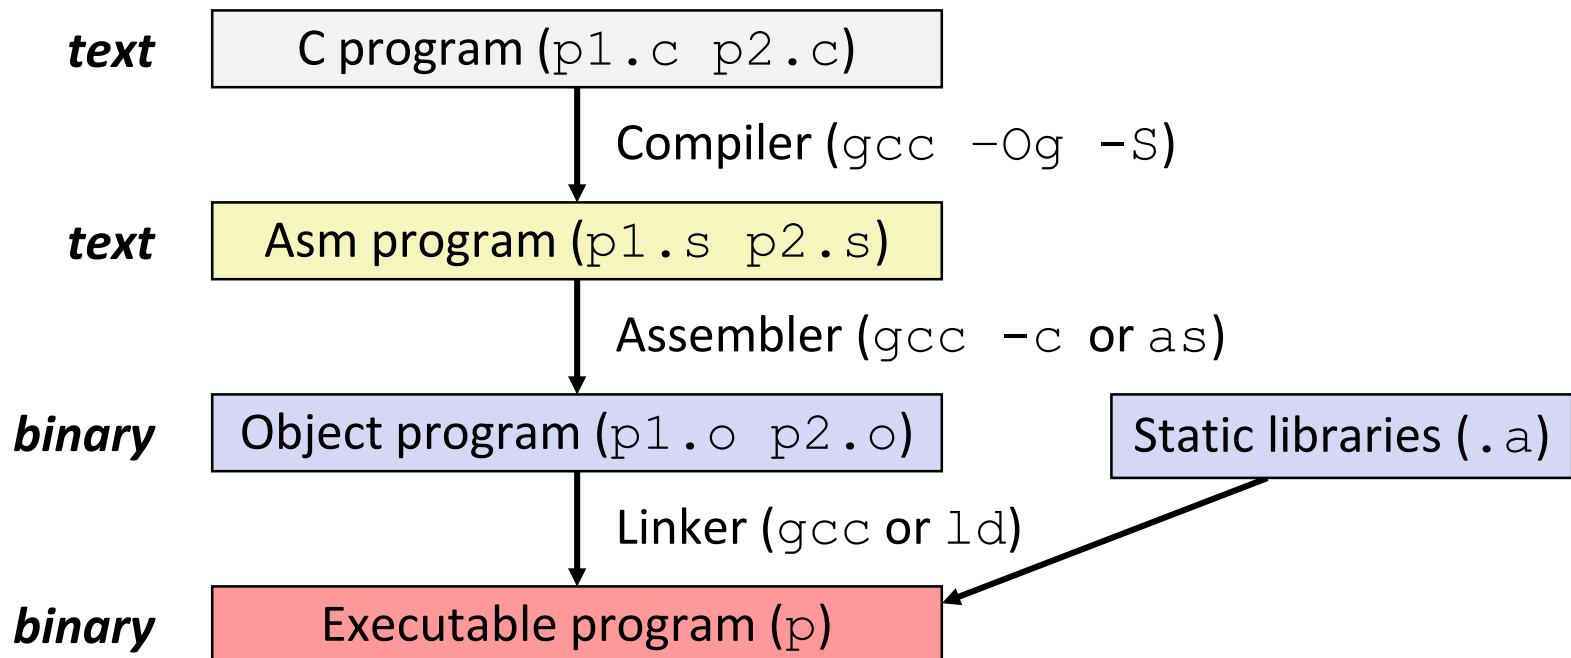 text C program (p1.c p2.c)
Compiler (gcc –Og -S)
text Asm program (p1.s p2.s)
Assembler (gcc -c or as)
binary Object program (p1.o p2.o) Static libraries (.a)
Linker (gcc or ld)
binary Executable program (p)